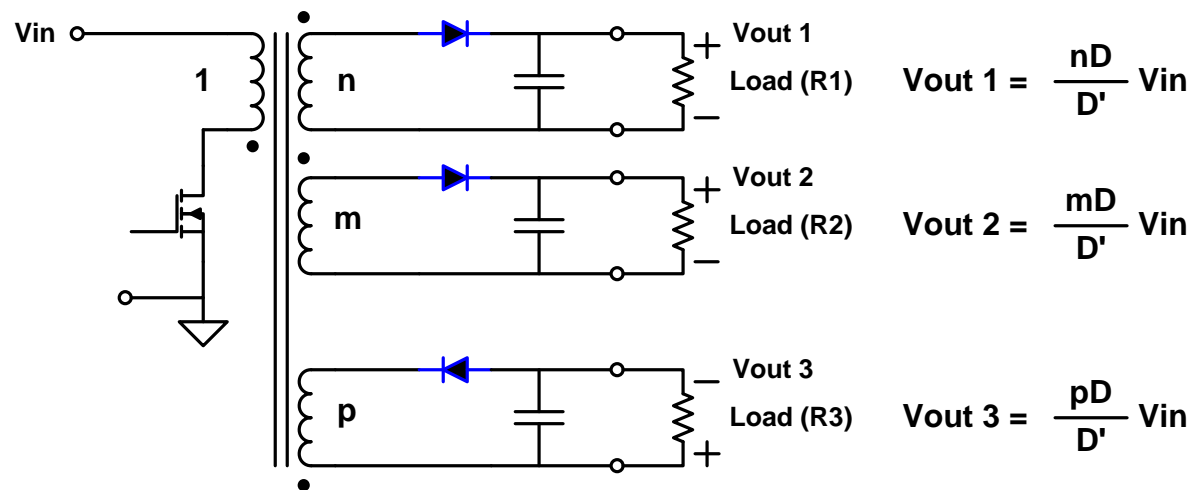 Vin
1
n
Vout 1
Load (R1)
+
−
Vout 1 = nD / D' Vin
m
Vout 2
Load (R2)
+
−
Vout 2 = mD / D' Vin
p
Vout 3
Load (R3)
−
+
Vout 3 = pD / D' Vin